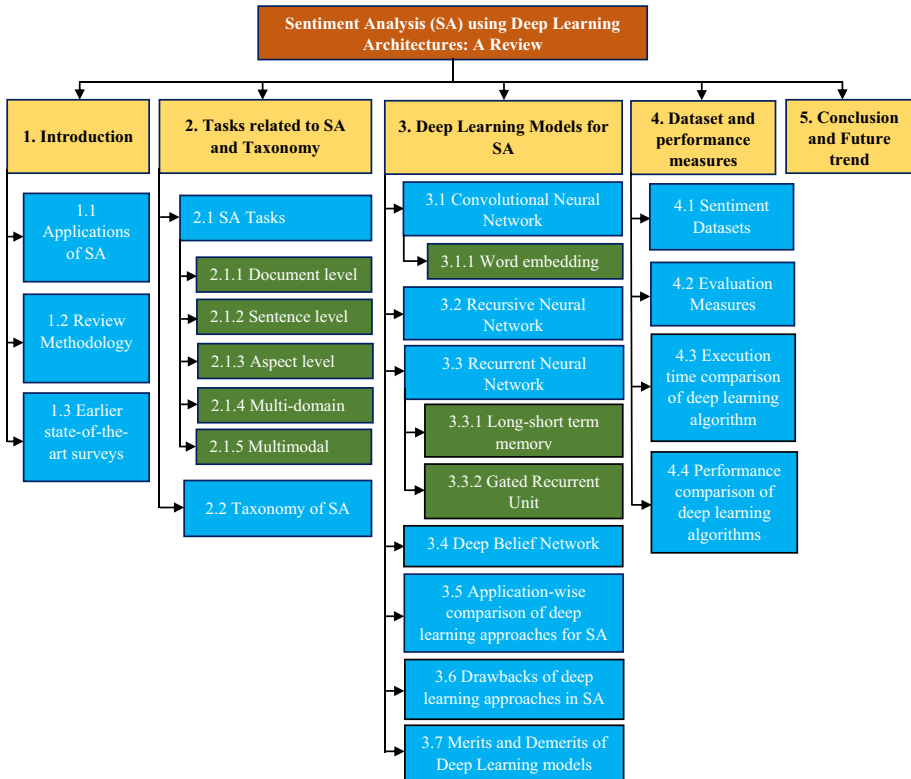 Sentiment Analysis (SA) using Deep Learning
Architectures: A Review
1. Introduction
1.1
Applications
of SA
1.2 Review
Methodology
1.3 Earlier
state-of-the-
art surveys
2. Tasks related to SA
and Taxonomy
2.1 SA Tasks
2.1.1 Document level
2.1.2 Sentence level
2.1.3 Aspect level
2.1.4 Multi-domain
2.1.5 Multimodal
2.2 Taxonomy of SA
3. Deep Learning Models for
SA
3.1 Convolutional Neural
Network
3.1.1 Word embedding
3.2 Recursive Neural
Network
3.3 Recurrent Neural
Network
3.3.1 Long-short term
memory
3.3.2 Gated Recurrent
Unit
3.4 Deep Belief Network
3.5 Application-wise
comparison of deep
learning approaches for SA
3.6 Drawbacks of deep
learning approaches in SA
3.7 Merits and Demerits of
Deep Learning models
4. Dataset and
performance
measures
4.1 Sentiment
Datasets
4.2 Evaluation
Measures
4.3 Execution
time comparison
of deep learning
algorithm
4.4 Performance
comparison of
deep learning
algorithms
5. Conclusion
and Future
trend